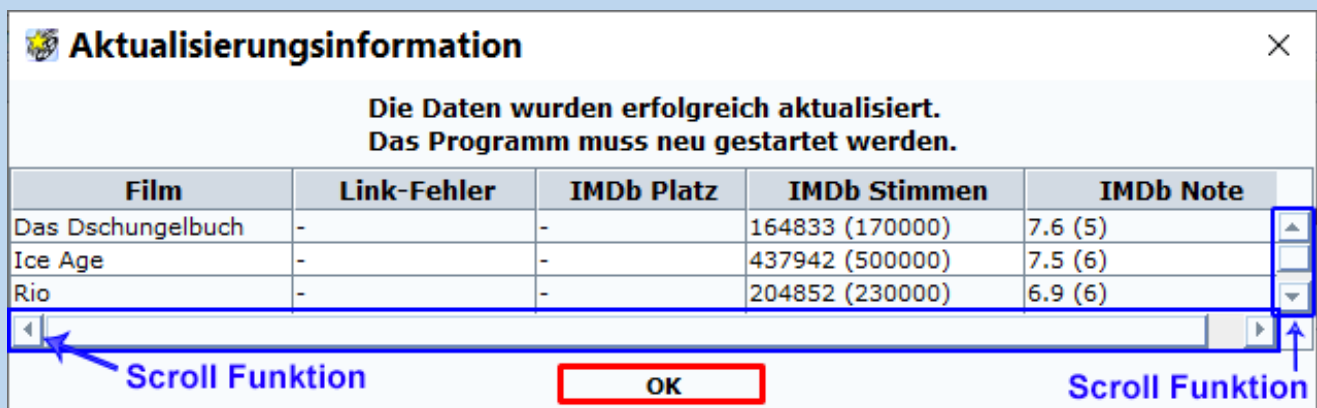 Aktualisierungsinformation
Die Daten wurden erfolgreich aktualisiert.
Das Programm muss neu gestartet werden.
Film Link-Fehler IMDb Platz IMDb Stimmen IMDb Note
Das Dschungelbuch - - 164833 (170000) 7.6 (5)
Ice Age - - 437942 (500000) 7.5 (6)
Rio - - 204852 (230000) 6.9 (6)
Scroll Funktion
OK
Scroll Funktion